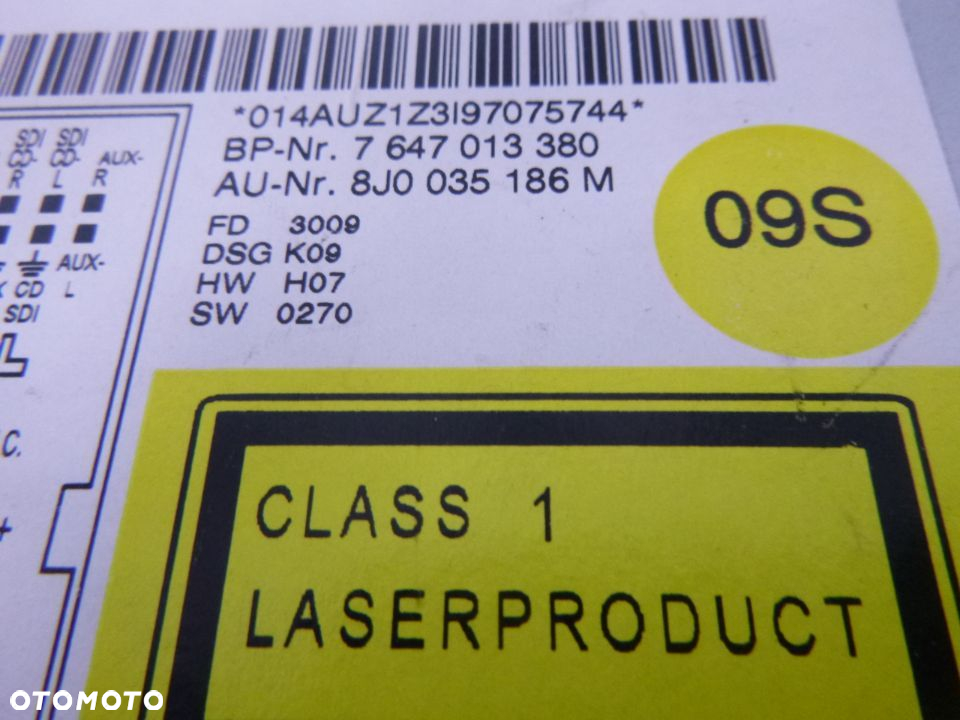 *014AUZ1Z3I97075744*
BP-Nr. 7 647 013 380
AU-Nr. 8J0 035 186 M
FD 3009
DSG K09
HW H07
SW 0270
09S
SDI SDI
CD- CD- AUX-
R L R
AUX-
CD L
SDI
C.
+
CLASS 1
LASERPRODUCT
OTOMOTO